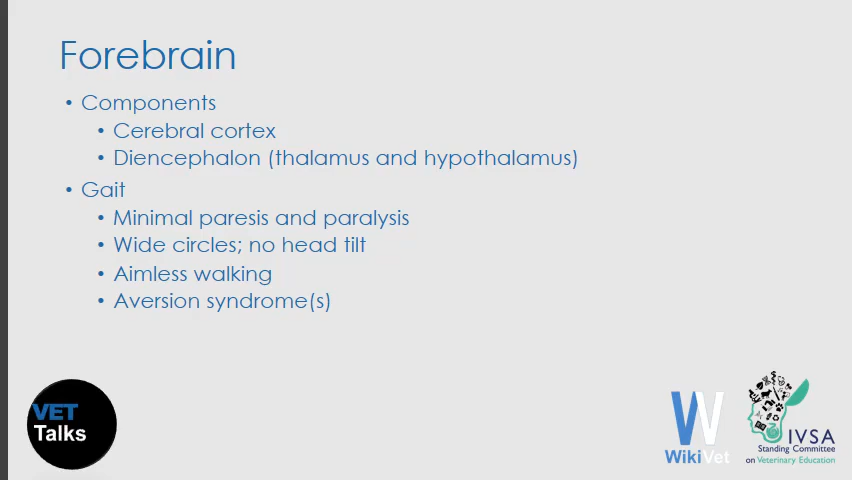 Forebrain
• Components
• Cerebral cortex
• Diencephalon (thalamus and hypothalamus)
• Gait
• Minimal paresis and paralysis
• Wide circles; no head tilt
• Aimless walking
• Aversion syndrome(s)
VET
Talks
W
WikiVet
IVSA
Standing Committee
on Veterinary Education